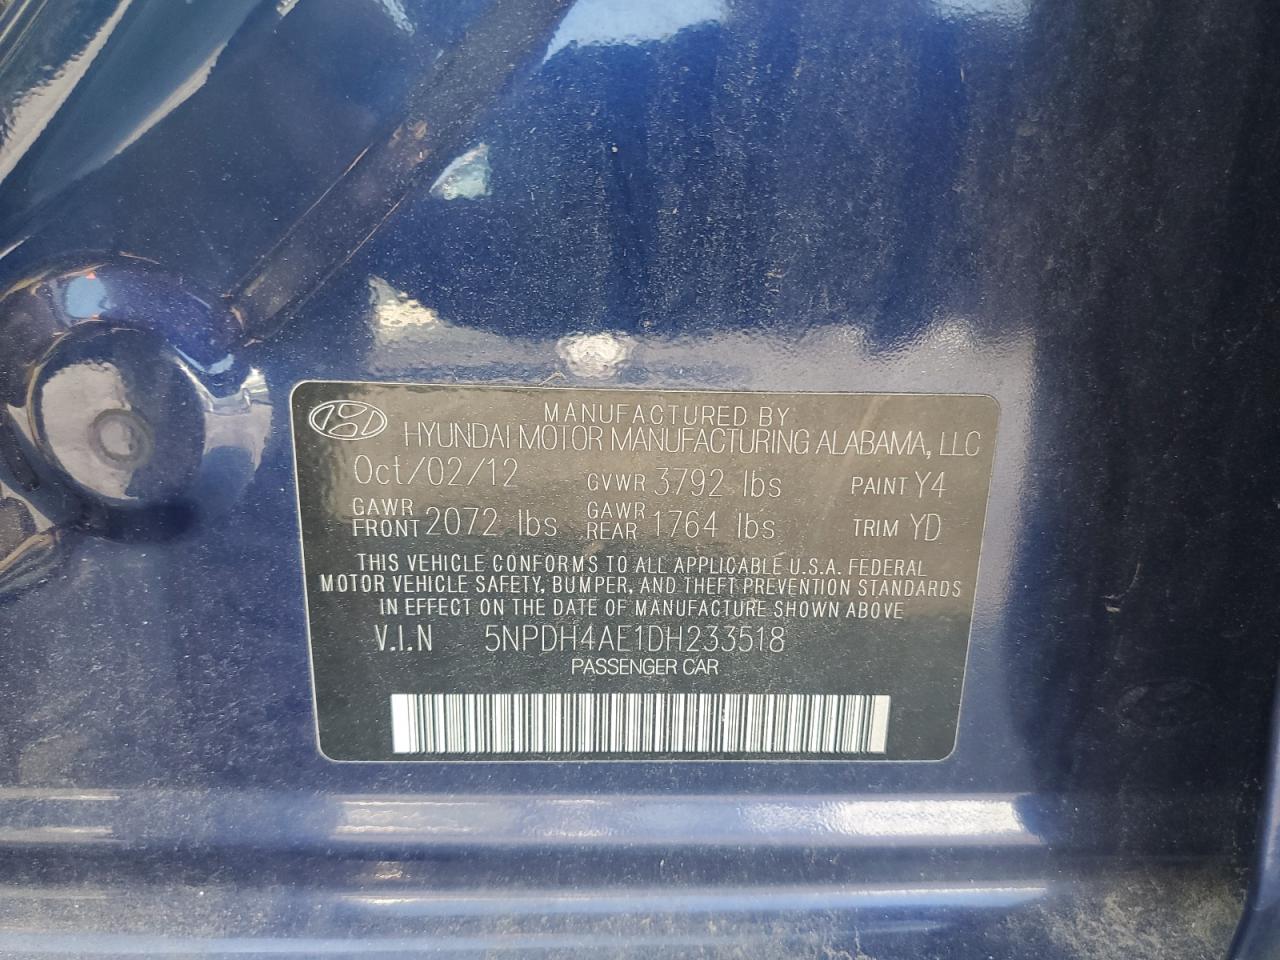 MANUFACTURED BY
HYUNDAI MOTOR MANUFACTURING ALABAMA, LLC
Oct/02/12 GVWR 3792 lbs PAINT Y4
GAWR FRONT 2072 lbs GAWR REAR 1764 lbs TRIM YD
THIS VEHICLE CONFORMS TO ALL APPLICABLE U.S.A. FEDERAL
MOTOR VEHICLE SAFETY, BUMPER, AND THEFT PREVENTION STANDARDS
IN EFFECT ON THE DATE OF MANUFACTURE SHOWN ABOVE
V.I.N 5NPDH4AE1DH233518
PASSENGER CAR